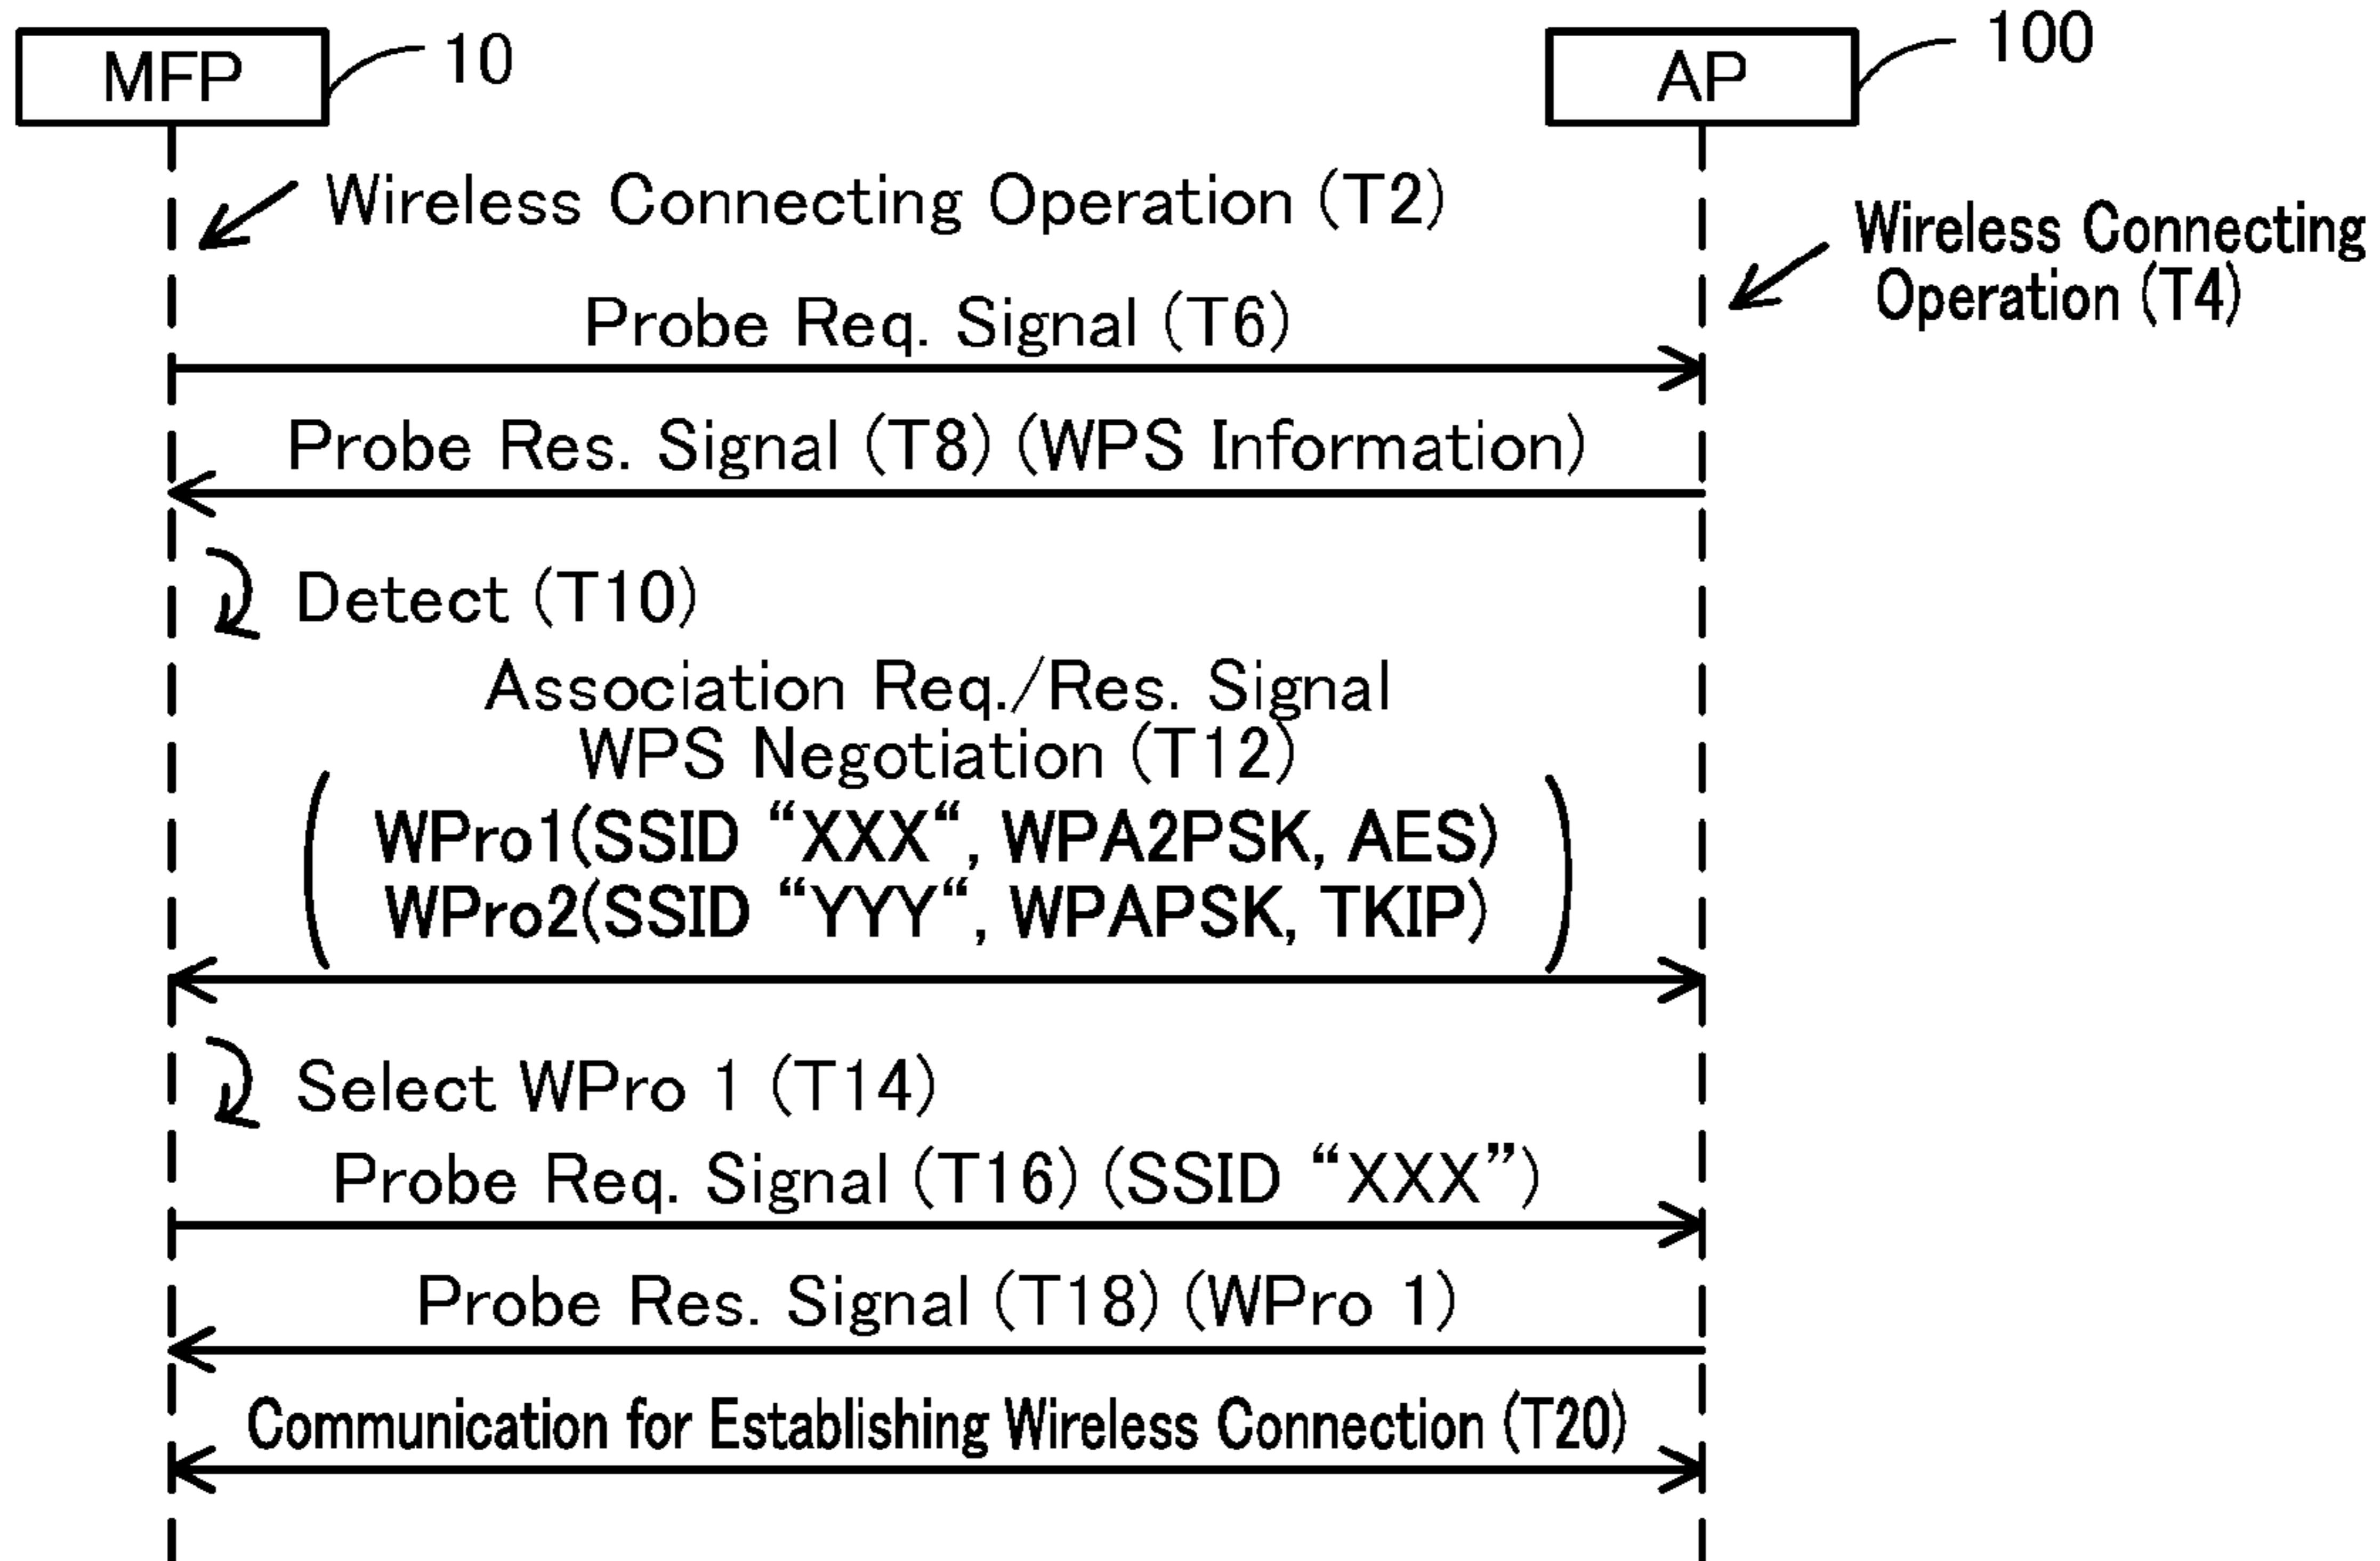 MFP
10
AP
100
Wireless Connecting Operation (T2)
Wireless Connecting
Operation (T4)
Probe Req. Signal (T6)
Probe Res. Signal (T8) (WPS Information)
Detect (T10)
Association Req./Res. Signal
WPS Negotiation (T12)
WPro1(SSID “XXX“, WPA2PSK, AES)
WPro2(SSID “YYY“, WPAPSK, TKIP)
Select WPro 1 (T14)
Probe Req. Signal (T16) (SSID “XXX”)
Probe Res. Signal (T18) (WPro 1)
Communication for Establishing Wireless Connection (T20)